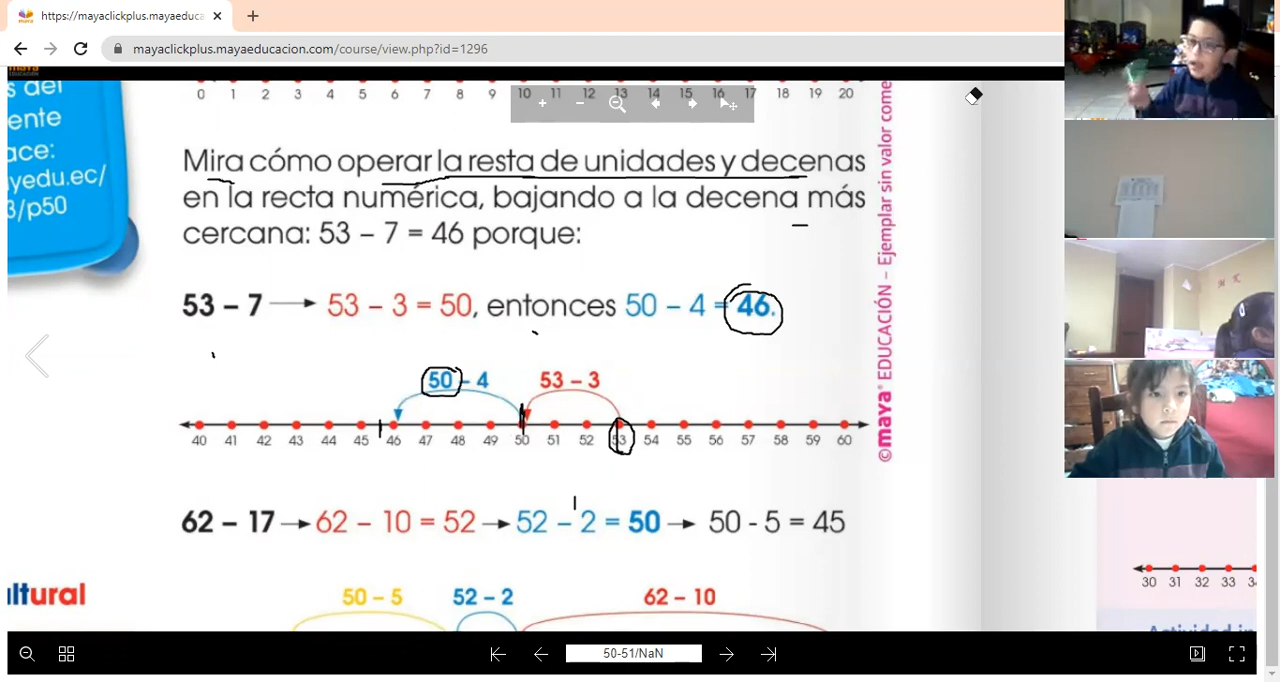 https://mayaclickplus.mayaeduca
mayaclickplus.mayaeducacion.com/course/view.php?id=1296
maya
EDUCACIÓN
s del
ente
ace:
yedu.ec/
3/p50
0 1 2 3 4 5 6 7 8 9 10 11 12 13 14 15 16 17 18 19 20
Mira cómo operar la resta de unidades y decenas
en la recta numérica, bajando a la decena más
cercana: 53 – 7 = 46 porque:
53 – 7 → 53 – 3 = 50, entonces 50 – 4 = 46.
50 – 4 53 – 3
40 41 42 43 44 45 46 47 48 49 50 51 52 53 54 55 56 57 58 59 60
62 – 17 → 62 – 10 = 52 → 52 – 2 = 50 → 50 - 5 = 45
ltural
50 – 5 52 – 2 62 – 10
©maya® EDUCACIÓN – Ejemplar sin valor come
30 31 32 33 3
50-51/NaN